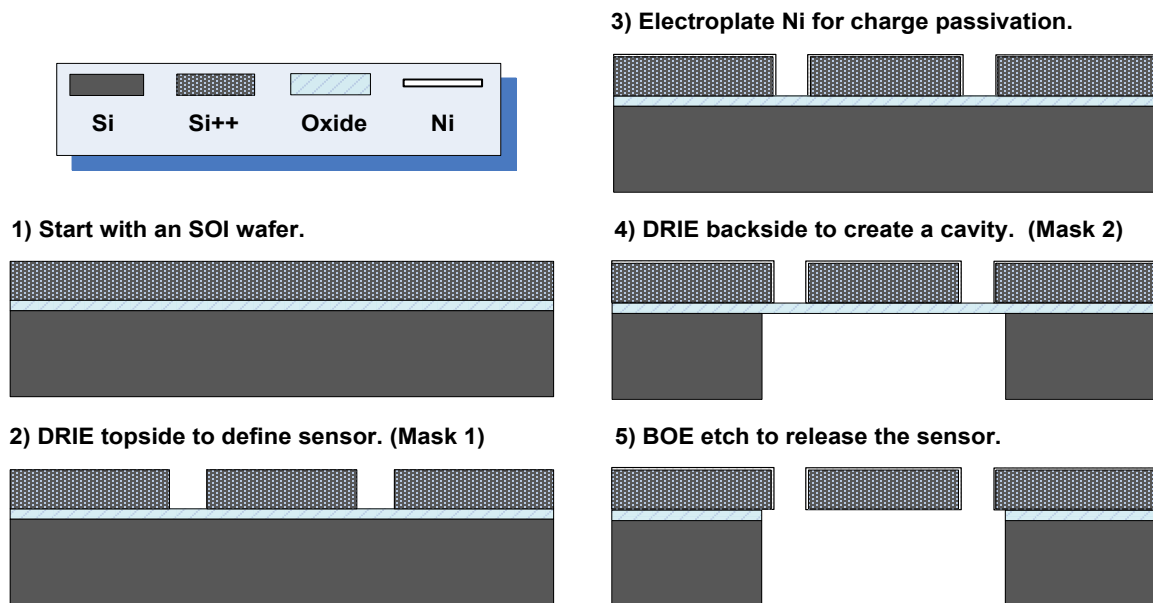 Si Si++ Oxide Ni
1) Start with an SOI wafer.
2) DRIE topside to define sensor. (Mask 1)
3) Electroplate Ni for charge passivation.
4) DRIE backside to create a cavity. (Mask 2)
5) BOE etch to release the sensor.